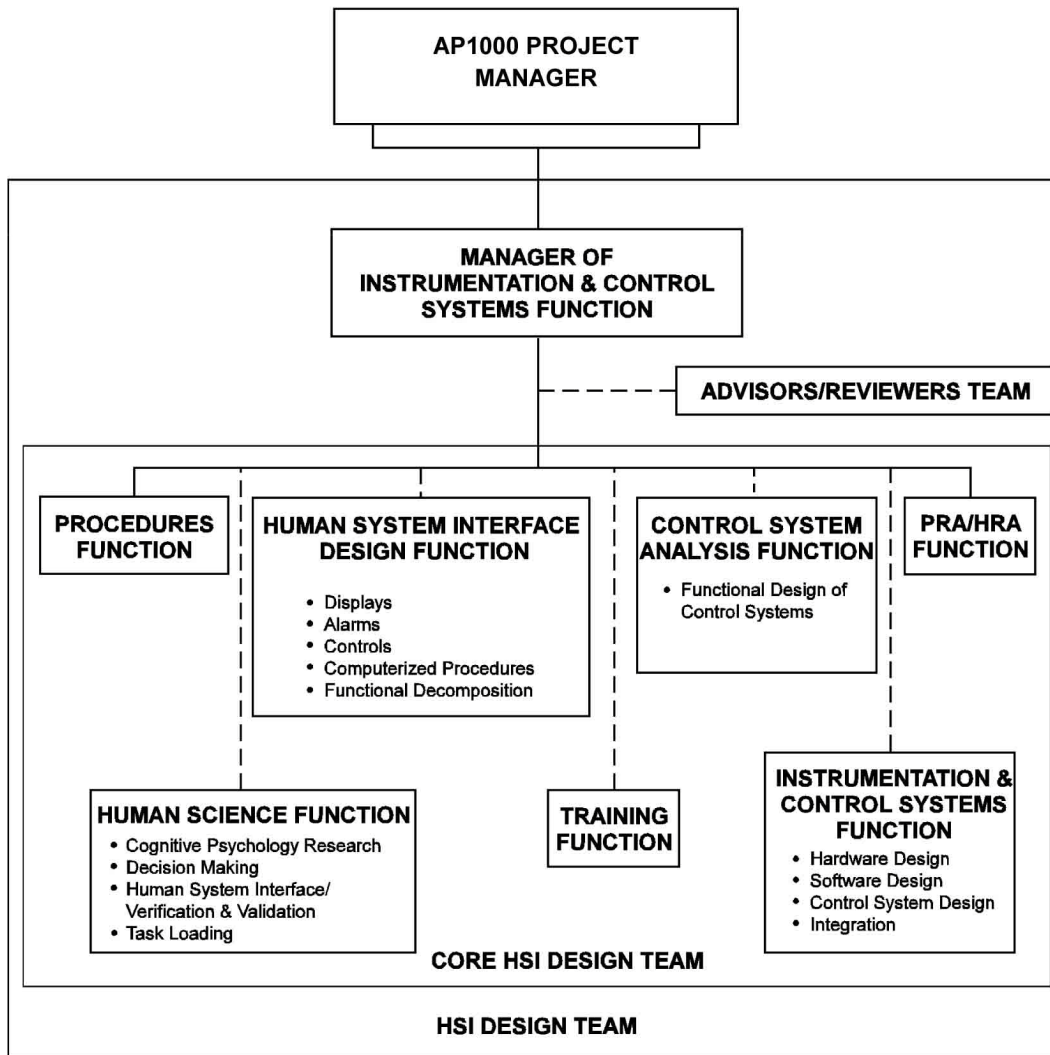 AP1000 PROJECT
MANAGER
MANAGER OF
INSTRUMENTATION & CONTROL
SYSTEMS FUNCTION
ADVISORS/REVIEWERS TEAM
PROCEDURES
FUNCTION
HUMAN SYSTEM INTERFACE
DESIGN FUNCTION
• Displays
• Alarms
• Controls
• Computerized Procedures
• Functional Decomposition
CONTROL SYSTEM
ANALYSIS FUNCTION
• Functional Design of
Control Systems
PRA/HRA
FUNCTION
HUMAN SCIENCE FUNCTION
• Cognitive Psychology Research
• Decision Making
• Human System Interface/
Verification & Validation
• Task Loading
TRAINING
FUNCTION
INSTRUMENTATION &
CONTROL SYSTEMS
FUNCTION
• Hardware Design
• Software Design
• Control System Design
• Integration
CORE HSI DESIGN TEAM
HSI DESIGN TEAM